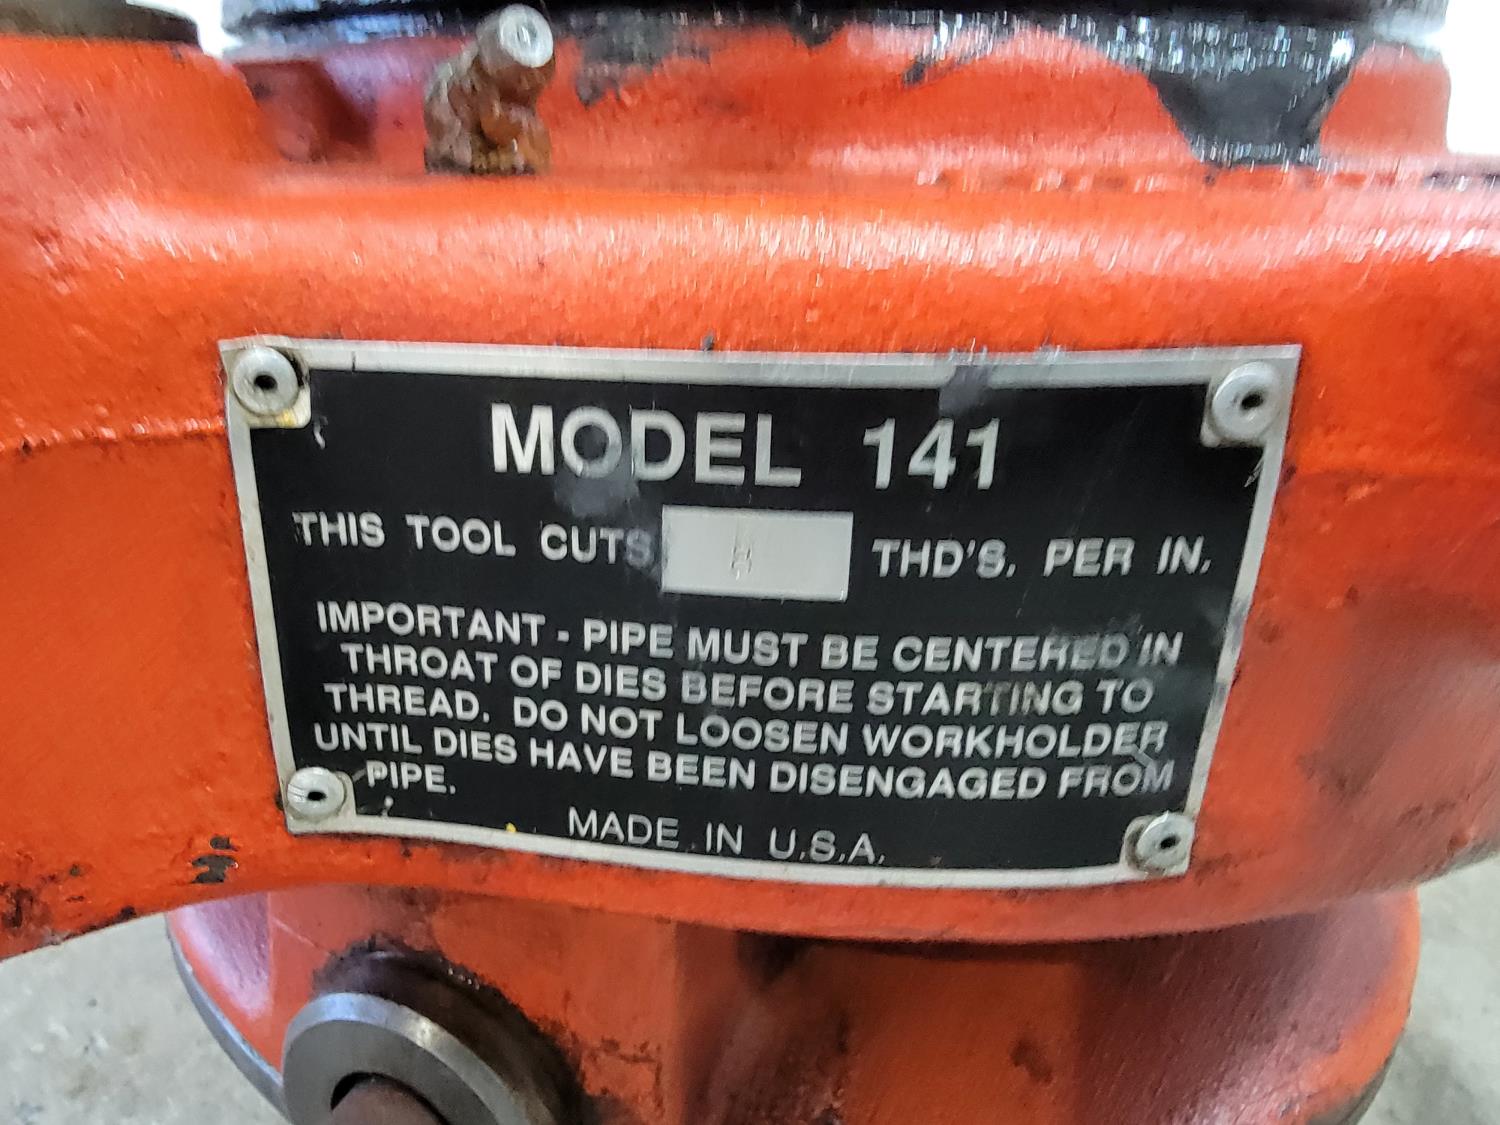 MODEL 141
THIS TOOL CUTS 8 THD'S. PER IN.
IMPORTANT - PIPE MUST BE CENTERED IN
THROAT OF DIES BEFORE STARTING TO
THREAD. DO NOT LOOSEN WORKHOLDER
UNTIL DIES HAVE BEEN DISENGAGED FROM
PIPE.
MADE IN U.S.A.